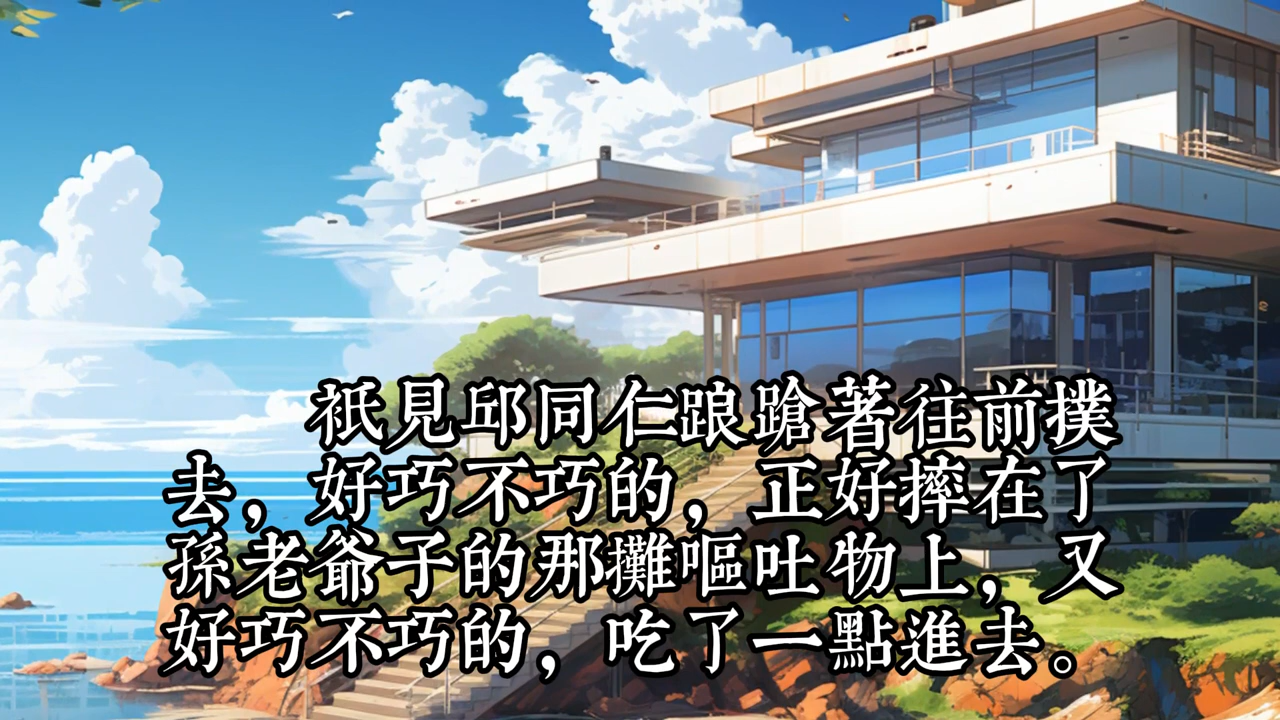 衹見邱同仁踉蹌著往前撲
去，好巧不巧的，正好摔在了
孫老爺子的那攤嘔吐物上，又
好巧不巧的，吃了一點進去。